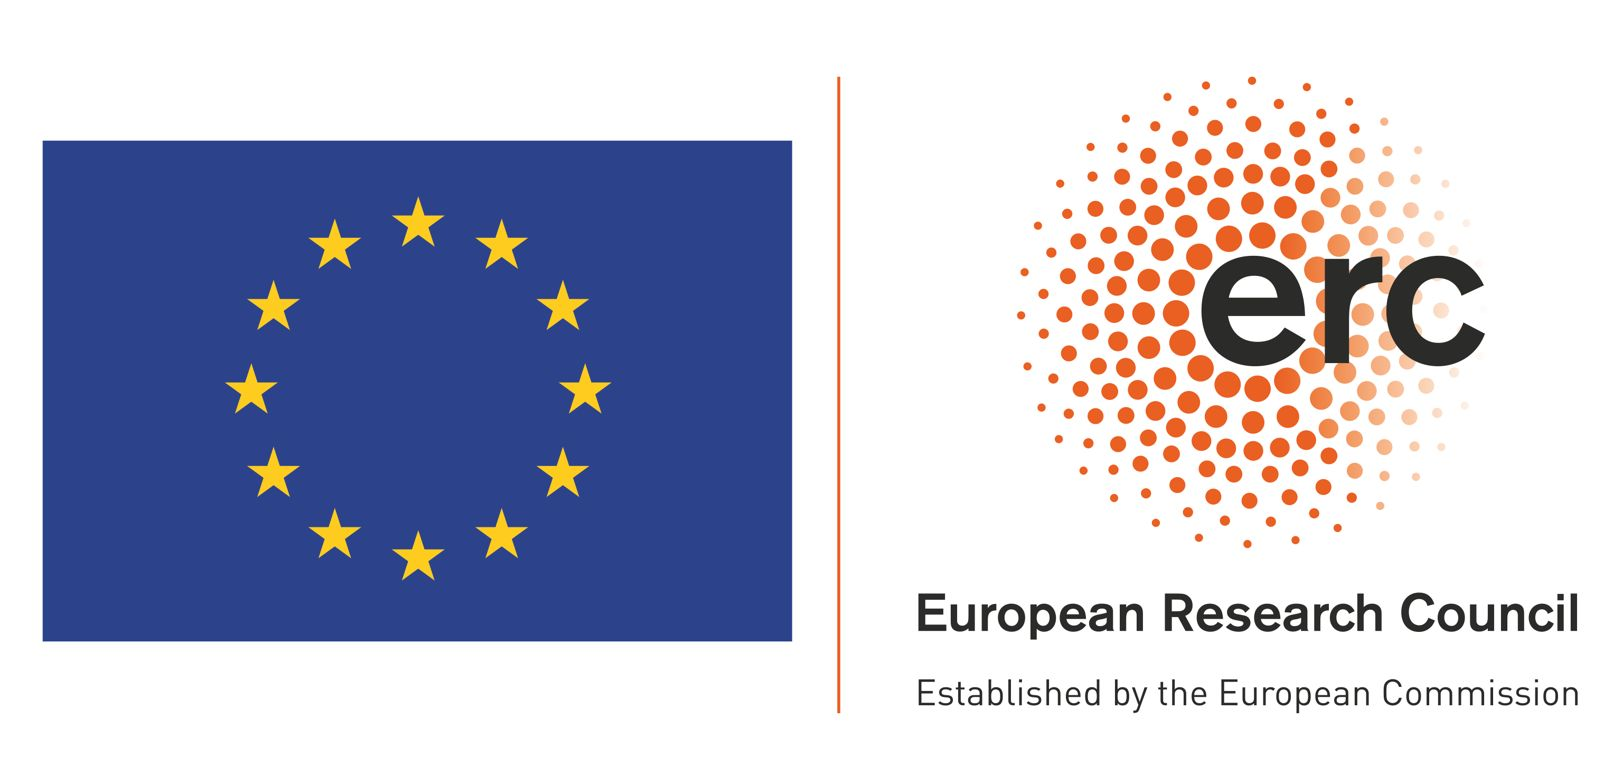 erc
European Research Council
Established by the European Commission